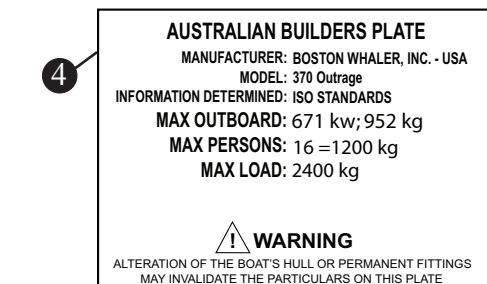 4
AUSTRALIAN BUILDERS PLATE
MANUFACTURER: BOSTON WHALER, INC. - USA
MODEL: 370 Outrage
INFORMATION DETERMINED: ISO STANDARDS
MAX OUTBOARD: 671 kw; 952 kg
MAX PERSONS: 16 =1200 kg
MAX LOAD: 2400 kg
! WARNING
ALTERATION OF THE BOAT'S HULL OR PERMANENT FITTINGS
MAY INVALIDATE THE PARTICULARS ON THIS PLATE